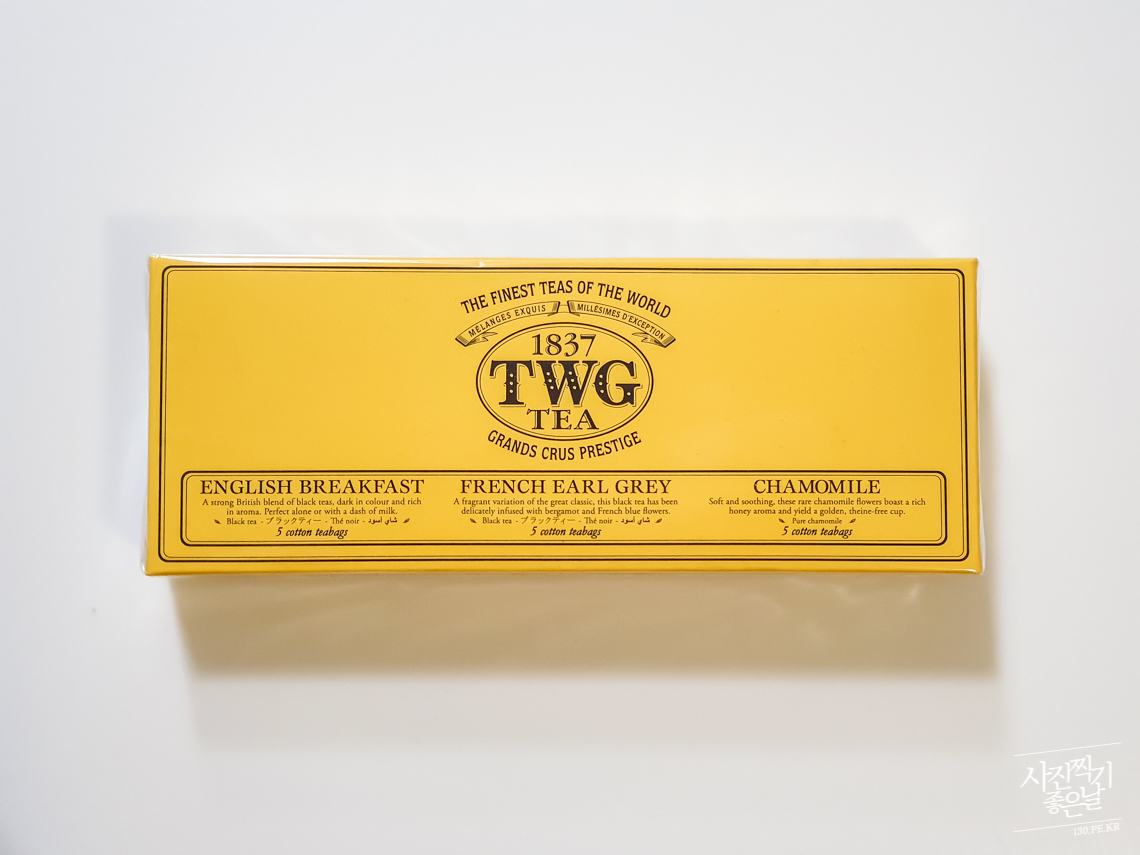 THE FINEST TEAS OF THE WORLD
MÉLANGES EXQUIS MILLÉSIMES D'EXCEPTION
1837
TWG
TEA
GRANDS CRUS PRESTIGE
ENGLISH BREAKFAST
A strong British blend of black teas, dark in colour and rich
in aroma. Perfect alone or with a dash of milk.
Black tea - ブラックティー - Thé noir - شاي أسود
5 cotton teabags
FRENCH EARL GREY
A fragrant variation of the great classic, this black tea has been
delicately infused with bergamot and French blue flowers.
Black tea - ブラックティー - Thé noir - شاي أسود
5 cotton teabags
CHAMOMILE
Soft and soothing, these rare chamomile flowers boast a rich
honey aroma and yield a golden, theine-free cup.
Pure chamomile
5 cotton teabags
사진찍기
좋은날
130.PE.KR